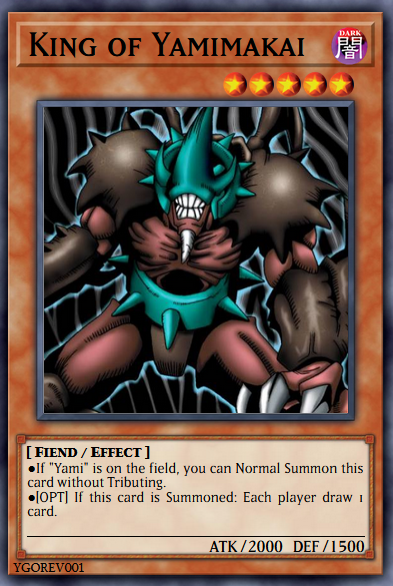 King of Yamimakai
DARK
闇
[ Fiend / Effect ]
●If "Yami" is on the field, you can Normal Summon this
card without Tributing.
●[OPT] If this card is Summoned: Each player draw 1
card.
ATK/2000 DEF/1500
YGOREV001